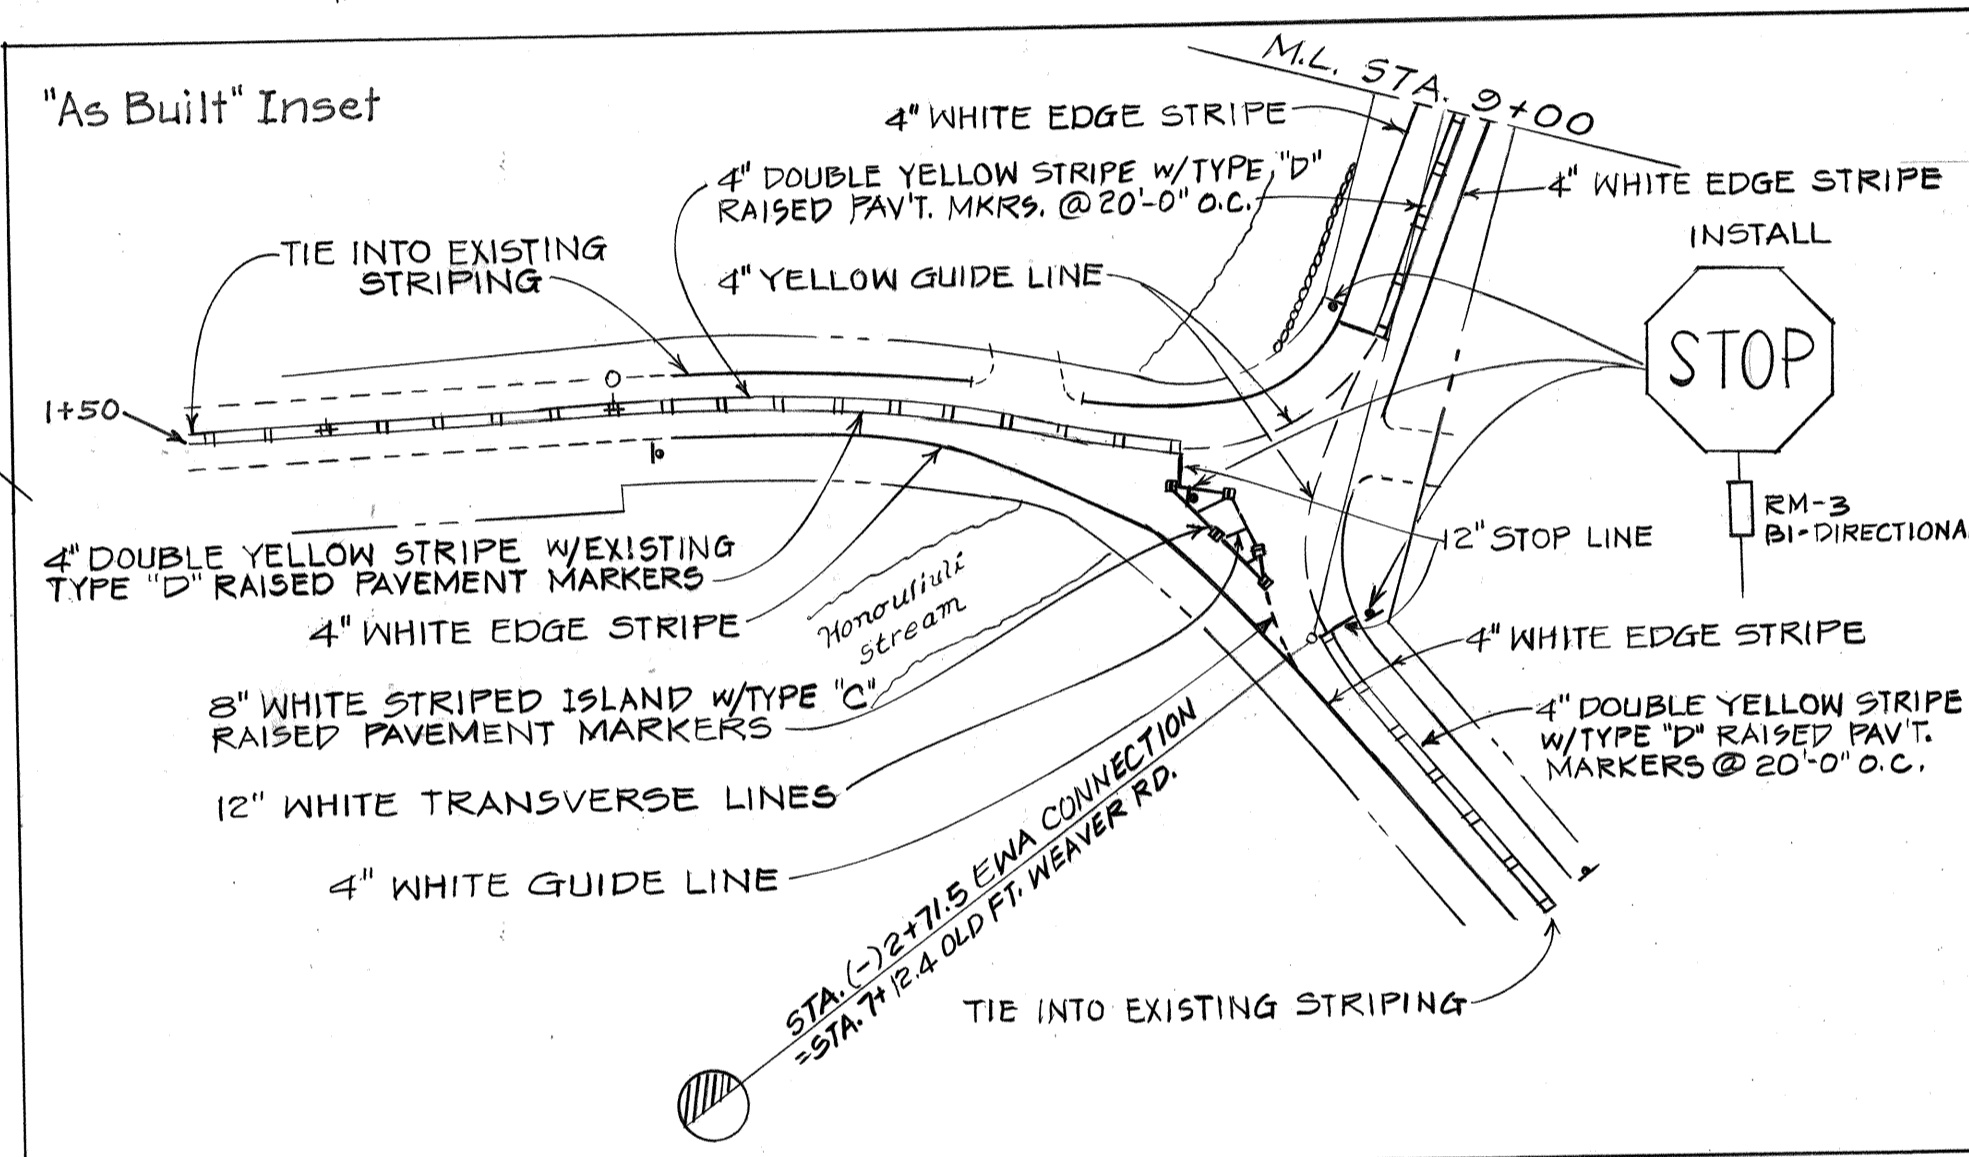 "As Built" Inset
M.L. STA. 9+00
4" WHITE EDGE STRIPE
4" DOUBLE YELLOW STRIPE W/TYPE "D"
RAISED PAV'T. MKRS. @ 20'-0" O.C.
4" WHITE EDGE STRIPE
INSTALL
TIE INTO EXISTING
STRIPING
4" YELLOW GUIDE LINE
STOP
1+50
RM-3
BI-DIRECTIONA
12" STOP LINE
4" DOUBLE YELLOW STRIPE W/EXISTING
TYPE "D" RAISED PAVEMENT MARKERS
Honouliuli
Stream
4" WHITE EDGE STRIPE
4" WHITE EDGE STRIPE
8" WHITE STRIPED ISLAND W/TYPE "C"
RAISED PAVEMENT MARKERS
4" DOUBLE YELLOW STRIPE
W/TYPE "D" RAISED PAV'T.
MARKERS @ 20'-0" O.C.
12" WHITE TRANSVERSE LINES
4" WHITE GUIDE LINE
STA. (-)2+71.5 EWA CONNECTION
=STA. 7+12.4 OLD FT. WEAVER RD.
TIE INTO EXISTING STRIPING